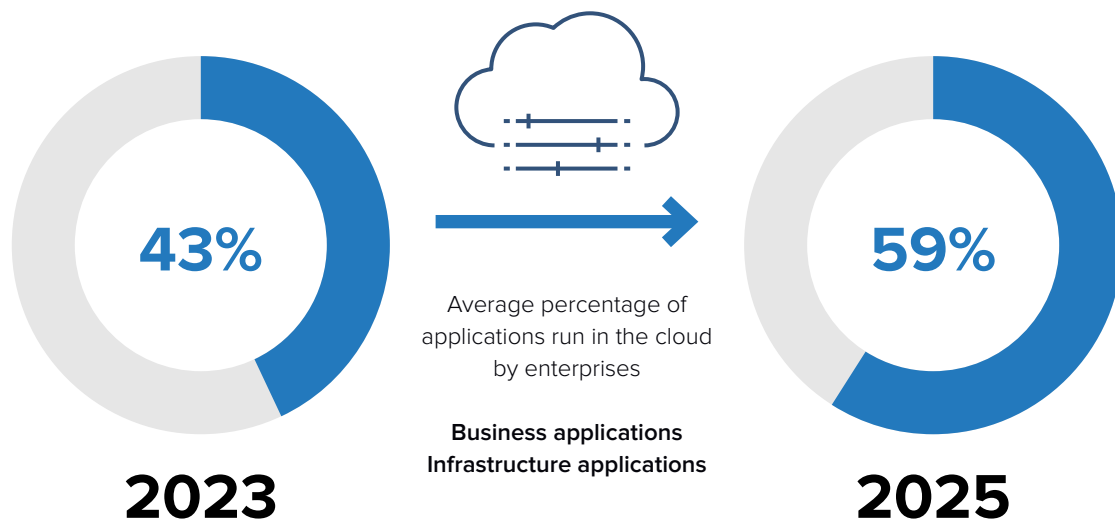 43%
2023
Average percentage of
applications run in the cloud
by enterprises
Business applications
Infrastructure applications
59%
2025